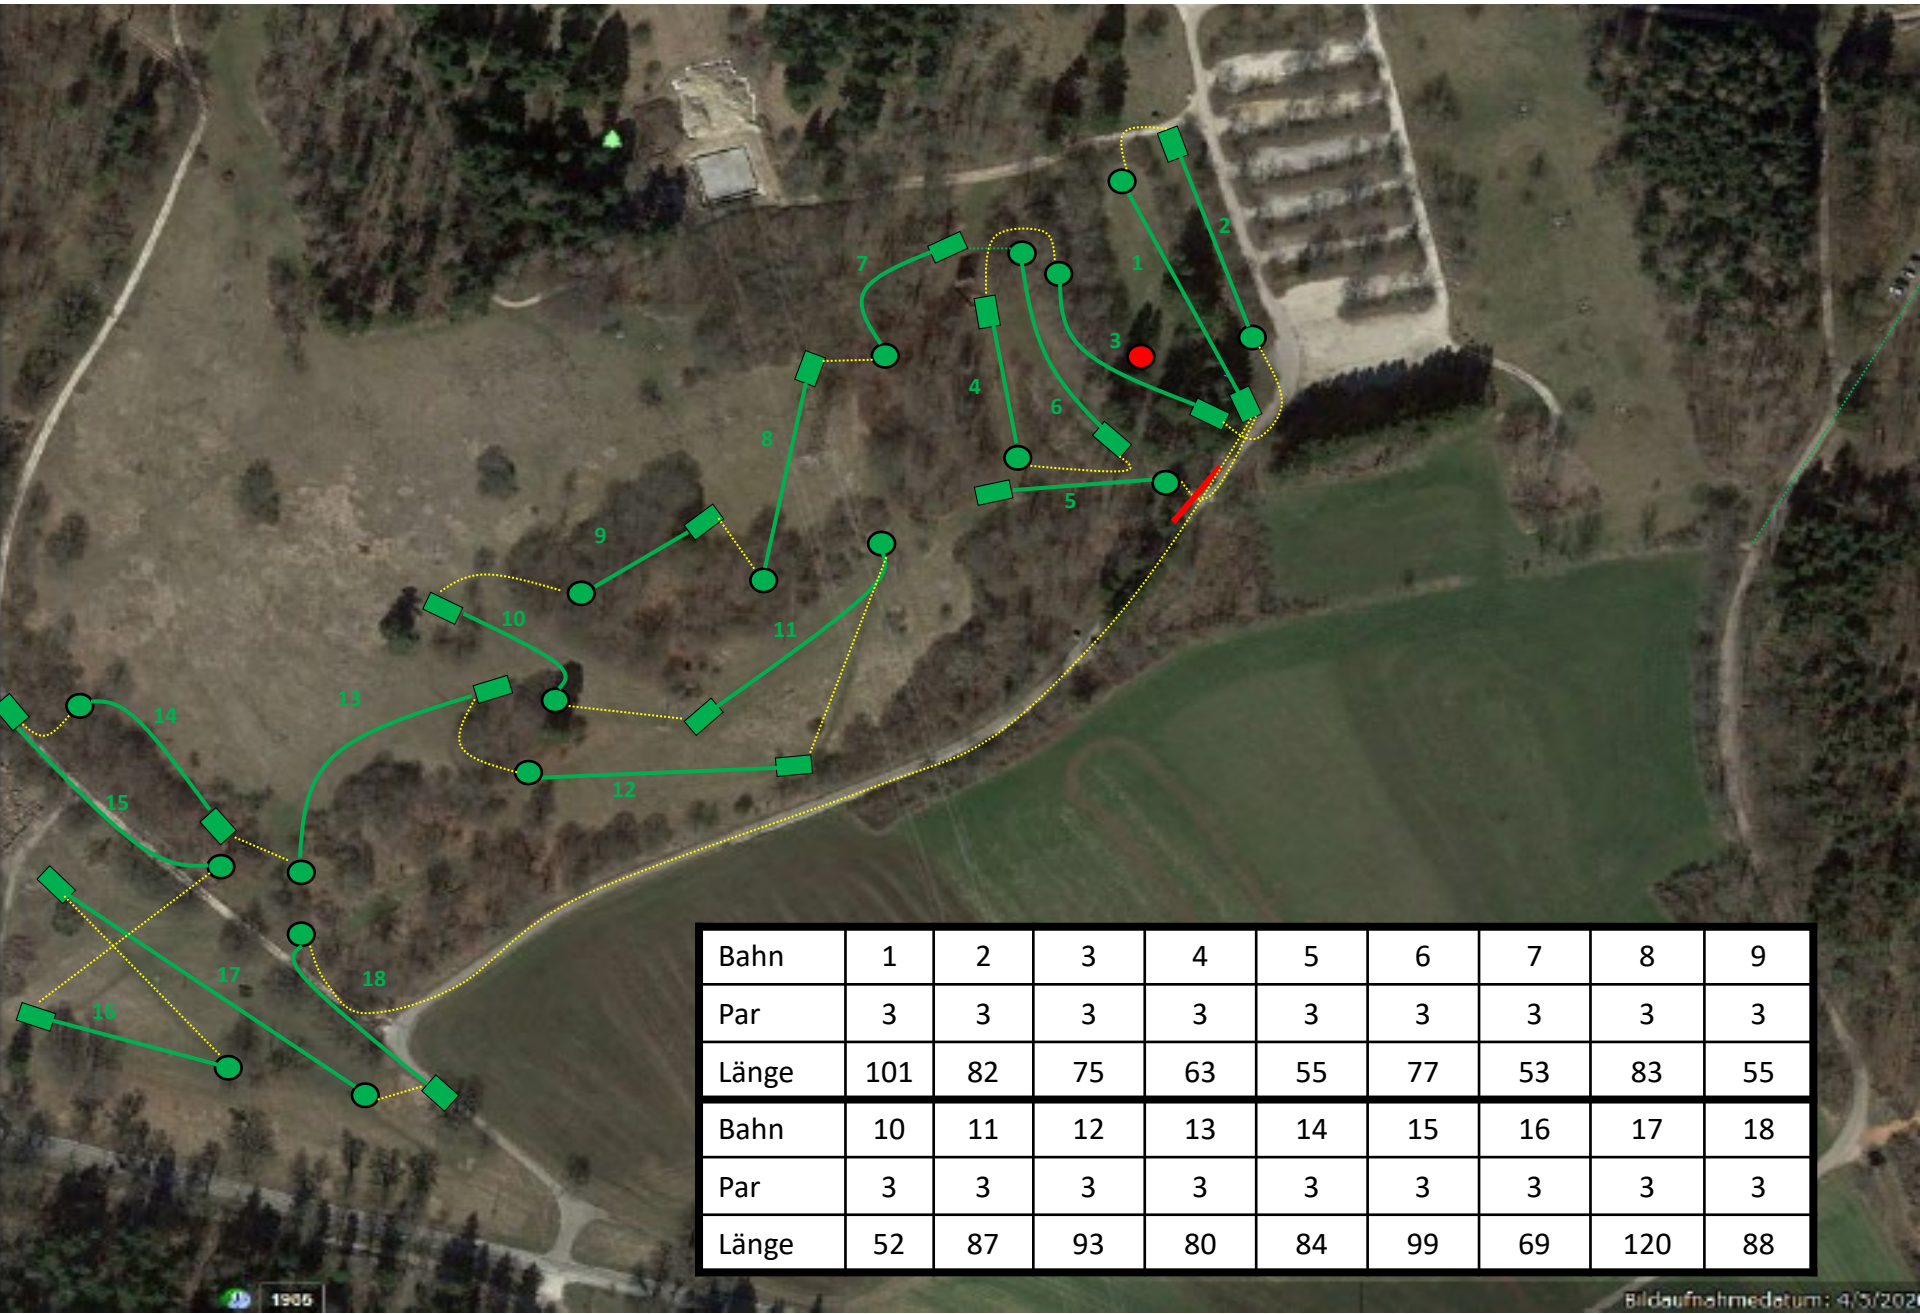 2
1
7
3
4
6
8
5
9
10
11
13
14
12
15
17
18
16
Bahn 1 2 3 4 5 6 7 8 9
Par 3 3 3 3 3 3 3 3 3
Länge 101 82 75 63 55 77 53 83 55
Bahn 10 11 12 13 14 15 16 17 18
Par 3 3 3 3 3 3 3 3 3
Länge 52 87 93 80 84 99 69 120 88
1985
Bildaufnahmedatum: 4/5/2020